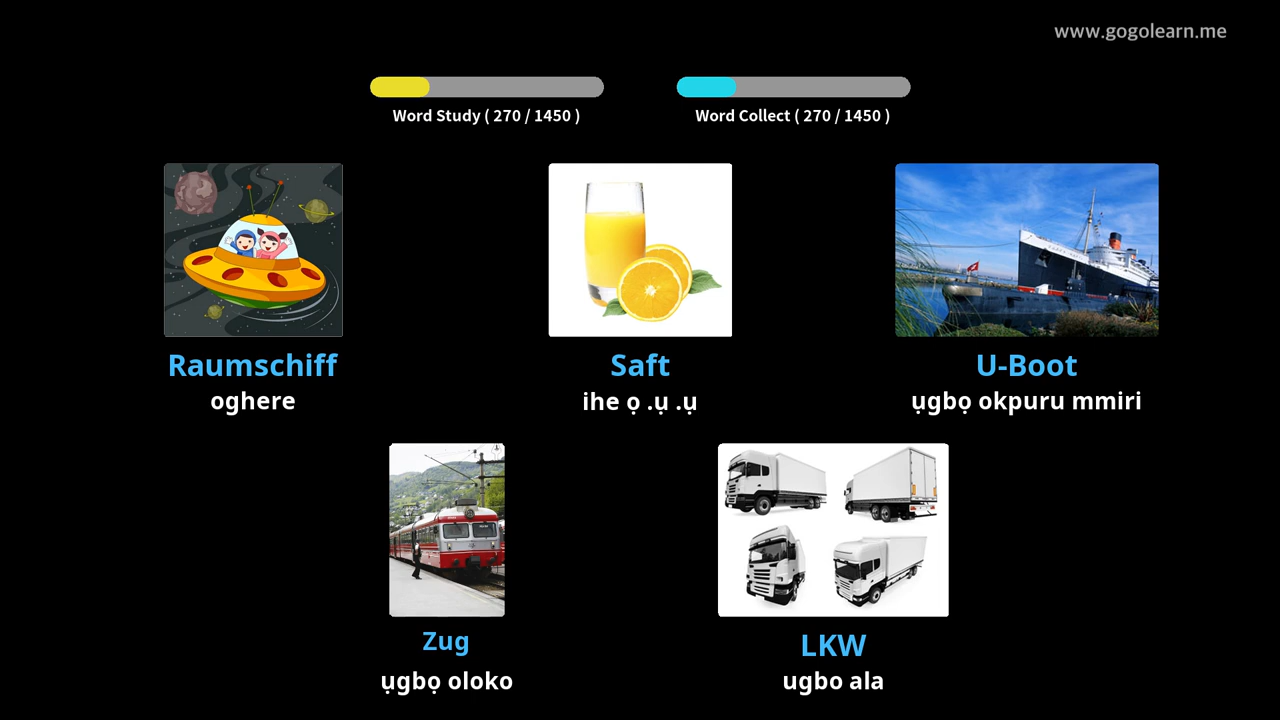 www.gogolearn.me
Word Study ( 270 / 1450 )
Word Collect ( 270 / 1450 )
Raumschiff
oghere
Saft
ihe ọ .ụ .ụ
U-Boot
ụgbọ okpuru mmiri
Zug
ụgbọ oloko
LKW
ugbo ala